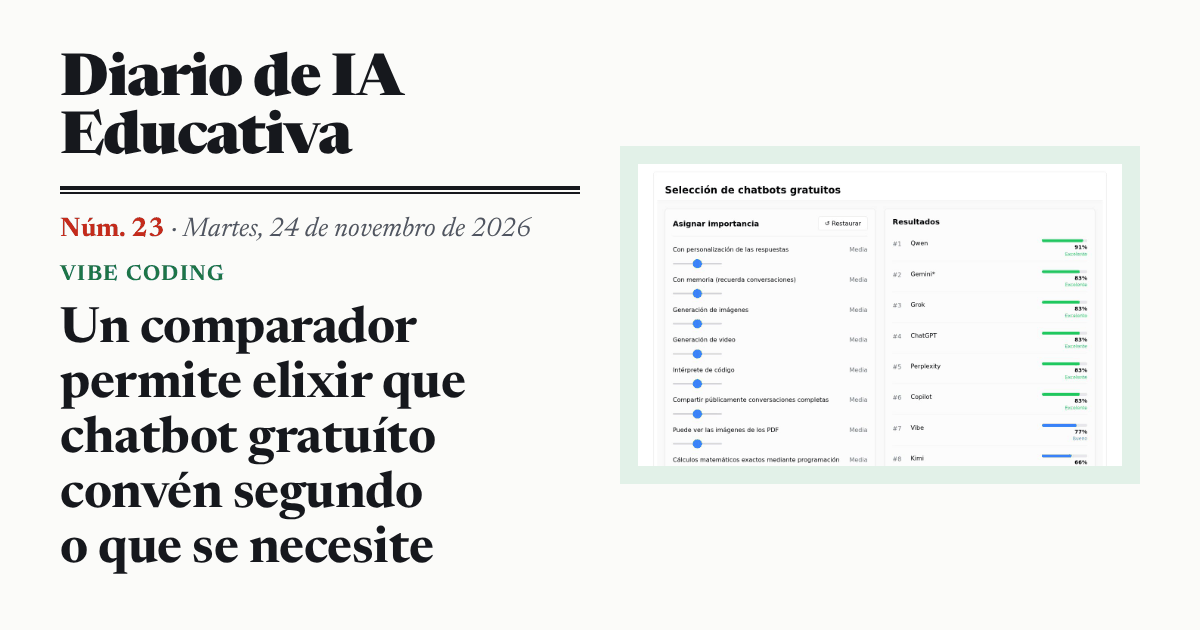 Diario de IA
Educativa
Núm. 23 · Martes, 24 de novembro de 2026
VIBE CODING
Un comparador
permite elixir que
chatbot gratuíto
convén segundo
o que se necesite
Selección de chatbots gratuitos
Asignar importancia
↺ Restaurar
Con personalización de las respuestas Media
Con memoria (recuerda conversaciones) Media
Generación de imágenes Media
Generación de video Media
Intérprete de código Media
Compartir públicamente conversaciones completas Media
Puede ver las imágenes de los PDF Media
Cálculos matemáticos exactos mediante programación Media
Resultados
#1 Qwen 91% Excelente
#2 Gemini* 83% Excelente
#3 Grok 83% Excelente
#4 ChatGPT 83% Excelente
#5 Perplexity 83% Excelente
#6 Copilot 83% Excelente
#7 Vibe 77% Bueno
#8 Kimi 66%